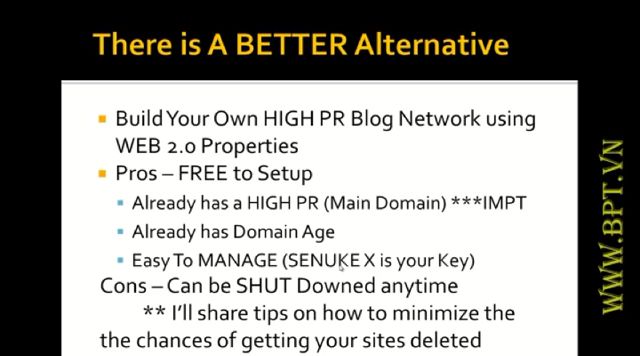 There is A BETTER Alternative
Build Your Own HIGH PR Blog Network using
WEB 2.0 Properties
Pros – FREE to Setup
Already has a HIGH PR (Main Domain) ***IMPT
Already has Domain Age
Easy To MANAGE (SENUKE X is your Key)
Cons – Can be SHUT Downed anytime
** I'll share tips on how to minimize the
the chances of getting your sites deleted
WWW.BPT.VN